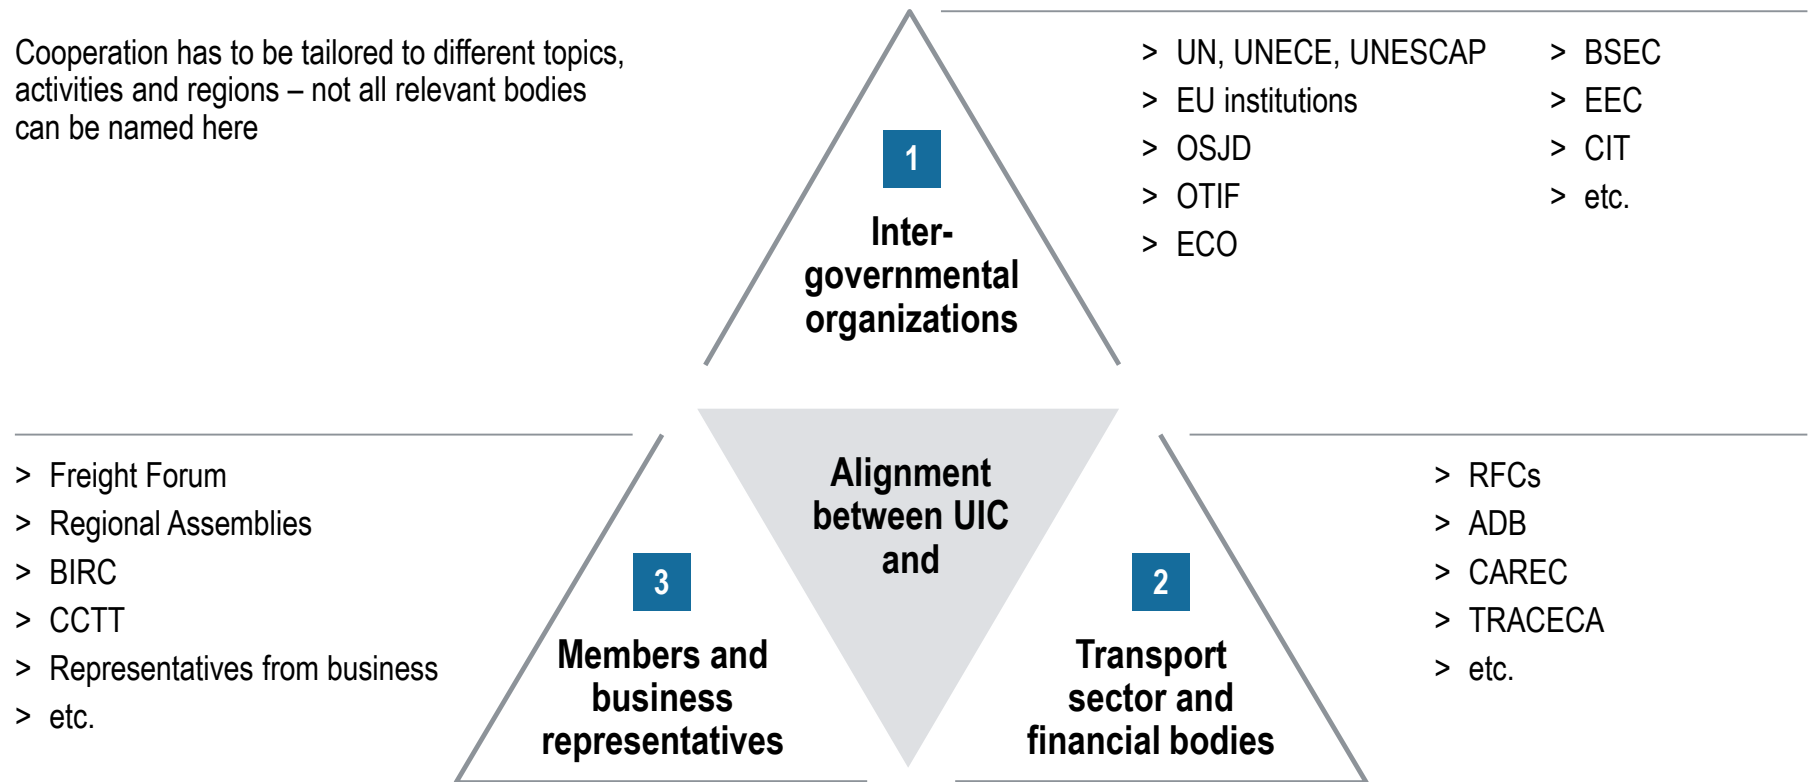 Cooperation has to be tailored to different topics,
activities and regions – not all relevant bodies
can be named here
1
Inter-
governmental
organizations
> UN, UNECE, UNESCAP
> EU institutions
> OSJD
> OTIF
> ECO
> BSEC
> EEC
> CIT
> etc.
Alignment
between UIC
and
> Freight Forum
> Regional Assemblies
> BIRC
> CCTT
> Representatives from business
> etc.
3
Members and
business
representatives
2
Transport
sector and
financial bodies
> RFCs
> ADB
> CAREC
> TRACECA
> etc.